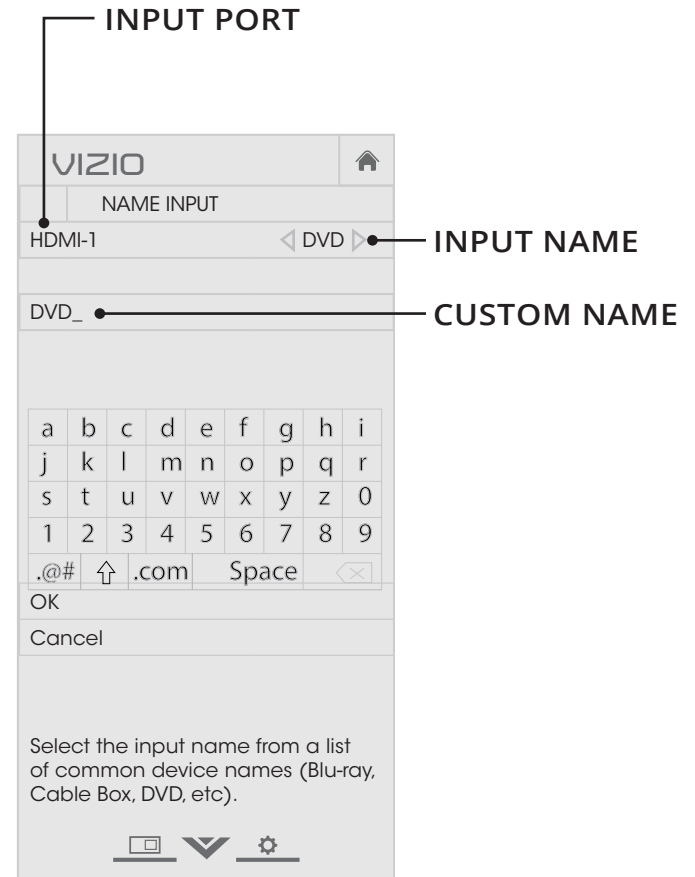 INPUT PORT
VIZIO
NAME INPUT
HDMI-1 DVD INPUT NAME
DVD_ CUSTOM NAME
a b c d e f g h i
j k l m n o p q r
s t u v w x y z 0
1 2 3 4 5 6 7 8 9
.@# .com Space
OK
Cancel
Select the input name from a list
of common device names (Blu-ray,
Cable Box, DVD, etc).